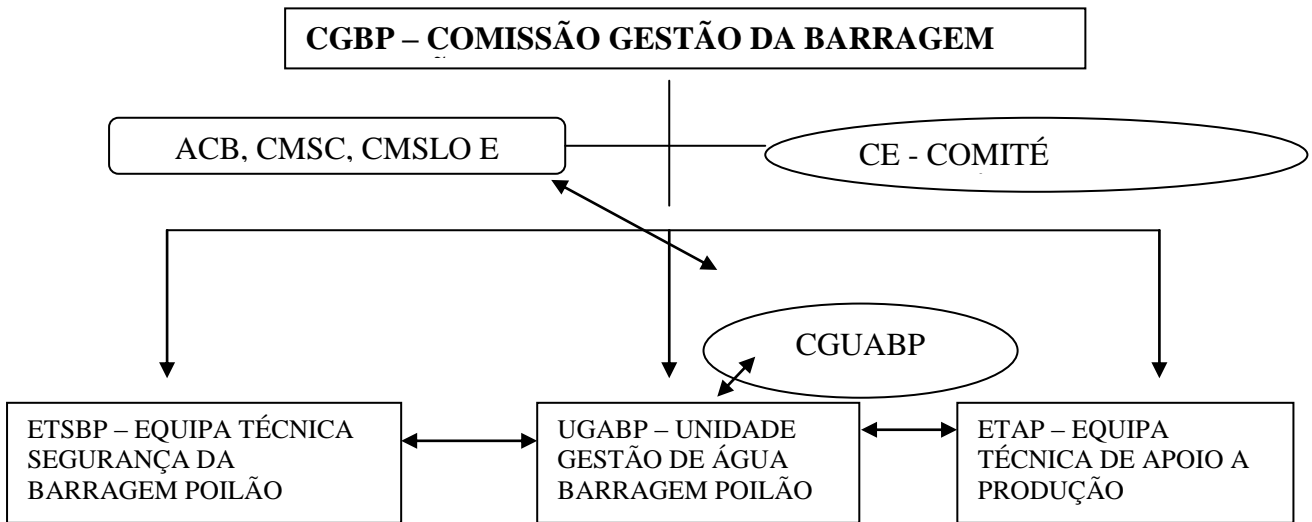 CGBP – COMISSÃO GESTÃO DA BARRAGEM
ACB, CMSC, CMSLO E
CE - COMITÉ
CGUABP
ETSBP – EQUIPA TÉCNICA
SEGURANÇA DA
BARRAGEM POILÃO
UGABP – UNIDADE
GESTÃO DE ÁGUA
BARRAGEM POILÃO
ETAP – EQUIPA
TÉCNICA DE APOIO A
PRODUÇÃO